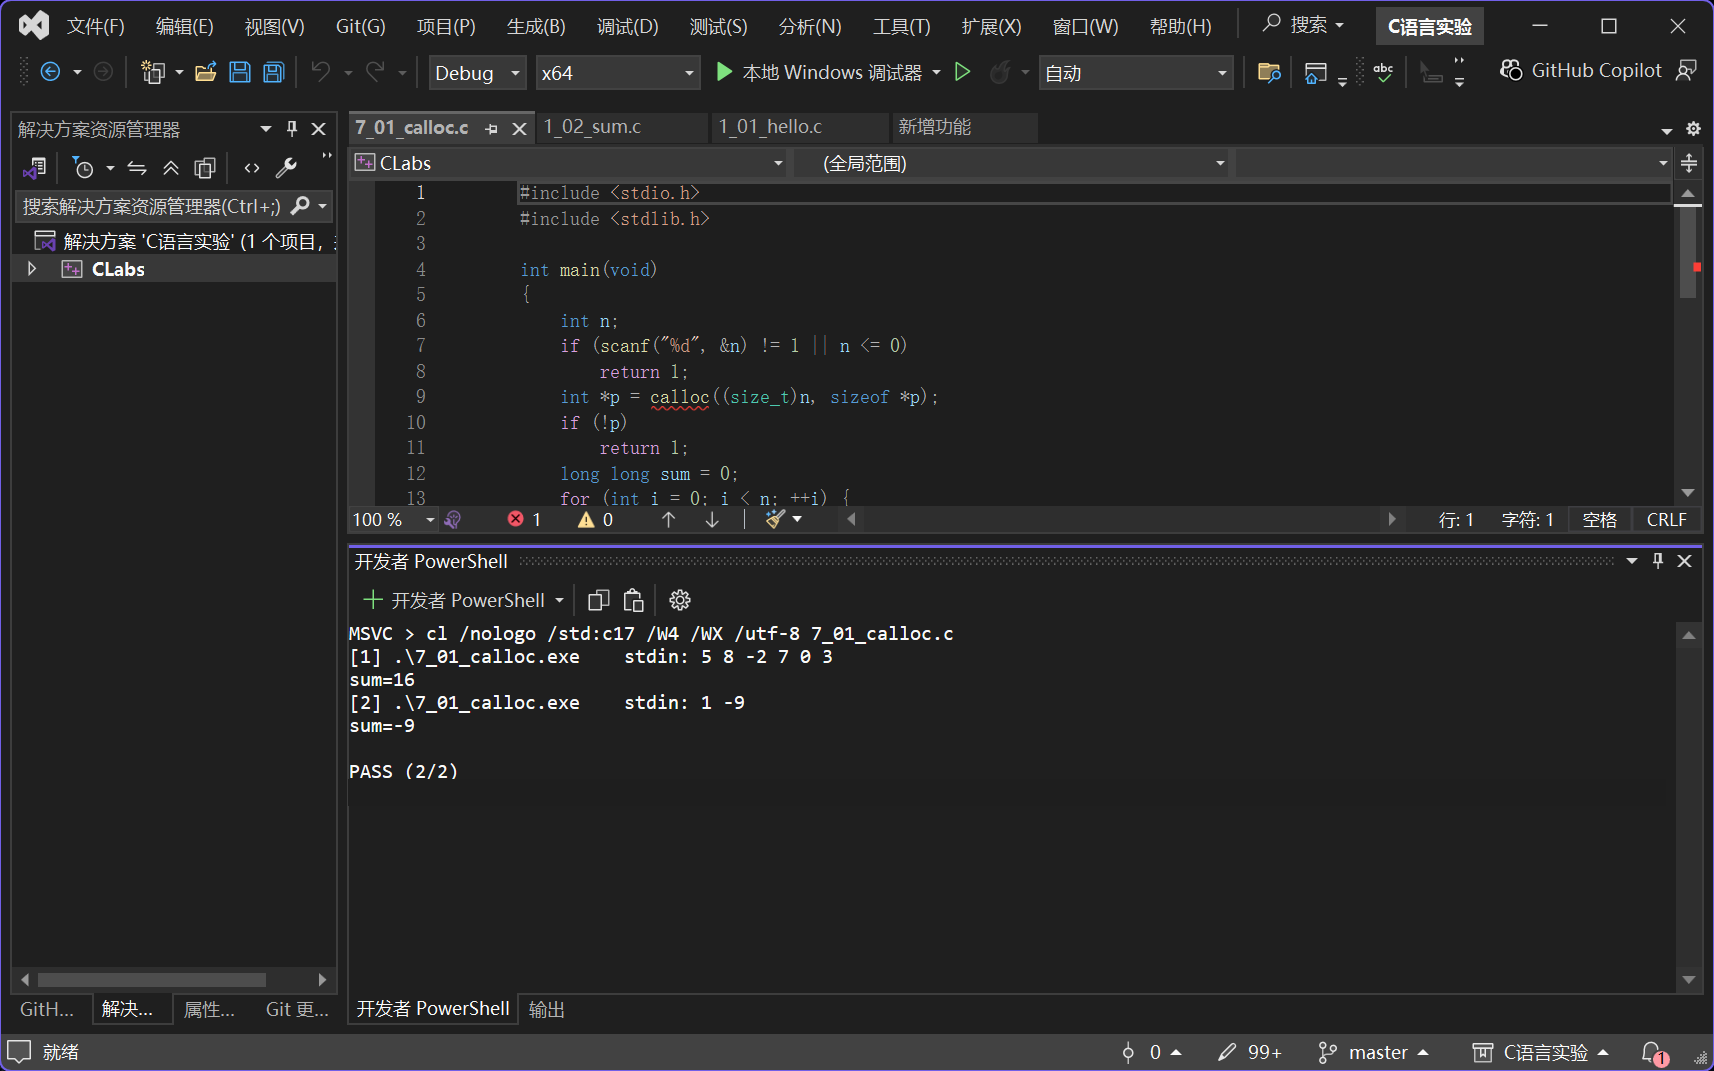 文件(F) 编辑(E) 视图(V) Git(G) 项目(P) 生成(B) 调试(D) 测试(S) 分析(N) 工具(T) 扩展(X) 窗口(W) 帮助(H) 搜索 C语言实验
Debug x64 本地 Windows 调试器 自动 abc GitHub Copilot
解决方案资源管理器
搜索解决方案资源管理器(Ctrl+;)
解决方案 'C语言实验' (1 个项目,
CLabs
7_01_calloc.c 1_02_sum.c 1_01_hello.c 新增功能
CLabs (全局范围)
1 #include <stdio.h>
2 #include <stdlib.h>
3
4 int main(void)
5 {
6 int n;
7 if (scanf("%d", &n) != 1 || n <= 0)
8 return 1;
9 int *p = calloc((size_t)n, sizeof *p);
10 if (!p)
11 return 1;
12 long long sum = 0;
13 for (int i = 0; i < n; ++i) {
100 % 1 0 行: 1 字符: 1 空格 CRLF
开发者 PowerShell
开发者 PowerShell
MSVC > cl /nologo /std:c17 /W4 /WX /utf-8 7_01_calloc.c
[1] .\7_01_calloc.exe    stdin: 5 8 -2 7 0 3
sum=16
[2] .\7_01_calloc.exe    stdin: 1 -9
sum=-9
PASS (2/2)
GitH... 解决... 属性... Git 更...
开发者 PowerShell 输出
就绪 0 99+ master C语言实验 1